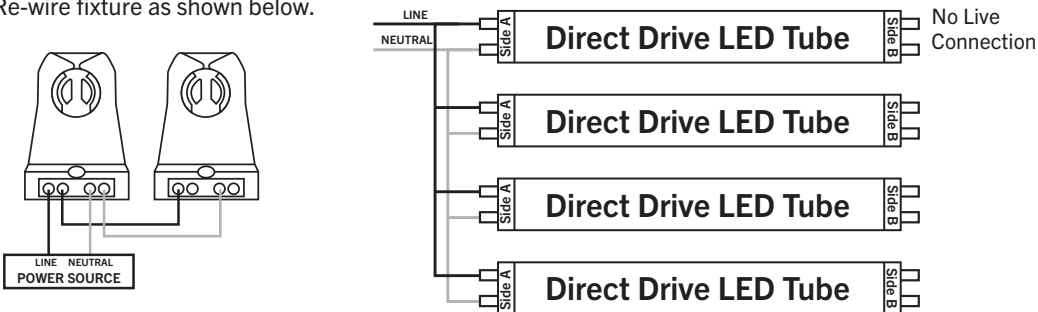 Re-wire fixture as shown below.
LINE NEUTRAL
POWER SOURCE
LINE
NEUTRAL
Side A Direct Drive LED Tube Side B
No Live
Connection
Side A Direct Drive LED Tube Side B
Side A Direct Drive LED Tube Side B
Side A Direct Drive LED Tube Side B